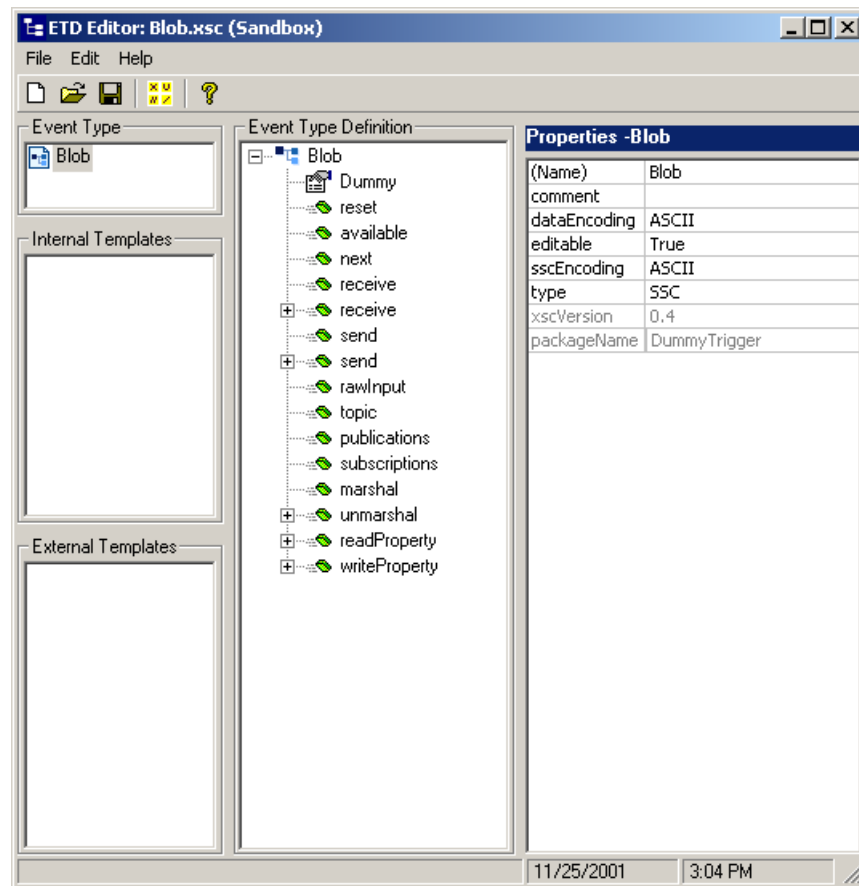 ETD Editor: Blob.xsc (Sandbox)
File Edit Help
Event Type
Blob
Internal Templates
External Templates
Event Type Definition
Blob
Dummy
reset
available
next
receive
receive
send
send
rawInput
topic
publications
subscriptions
marshal
unmarshal
readProperty
writeProperty
Properties -Blob
(Name) Blob
comment
dataEncoding ASCII
editable True
sscEncoding ASCII
type SSC
xscVersion 0.4
packageName DummyTrigger
11/25/2001 3:04 PM